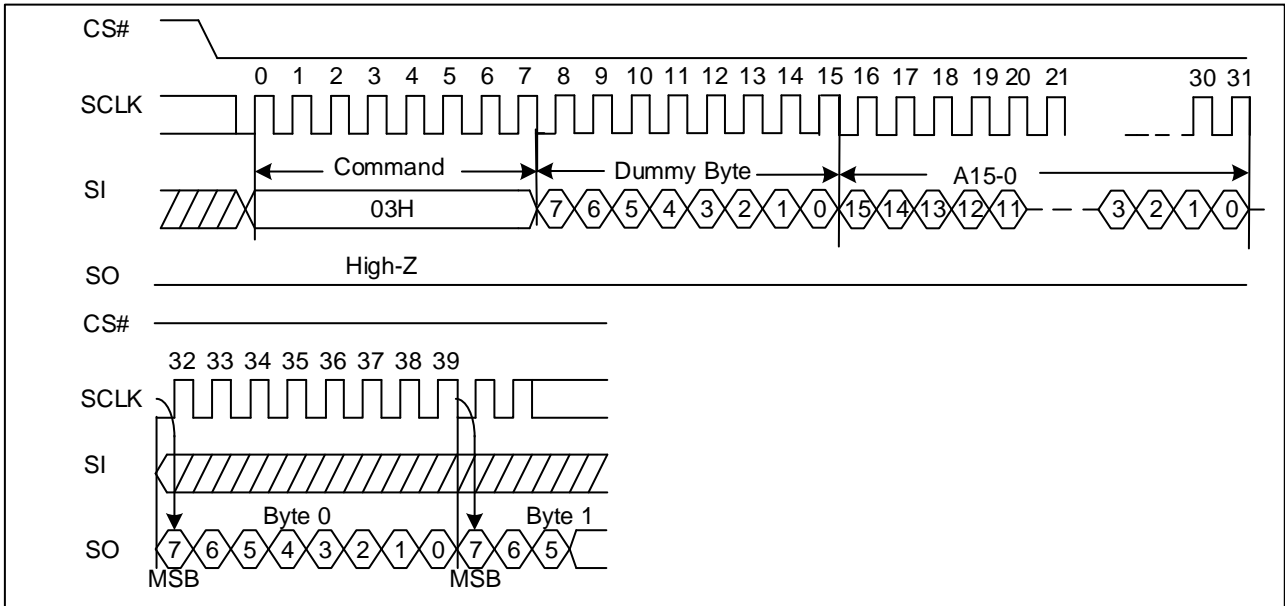 CS#
0 1 2 3 4 5 6 7 8 9 10 11 12 13 14 15 16 17 18 19 20 21 30 31
SCLK
Command Dummy Byte A15-0
SI
03H 7 6 5 4 3 2 1 0 15 14 13 12 11 3 2 1 0
High-Z
SO
CS#
32 33 34 35 36 37 38 39
SCLK
SI
Byte 0 Byte 1
SO 7 6 5 4 3 2 1 0 7 6 5
MSB MSB